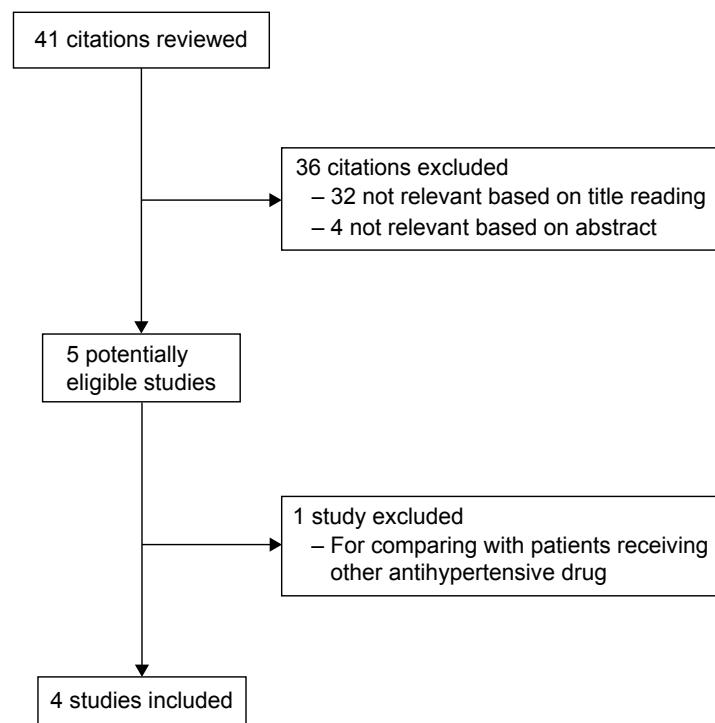 41 citations reviewed
36 citations excluded
– 32 not relevant based on title reading
– 4 not relevant based on abstract
5 potentially
eligible studies
1 study excluded
– For comparing with patients receiving
other antihypertensive drug
4 studies included